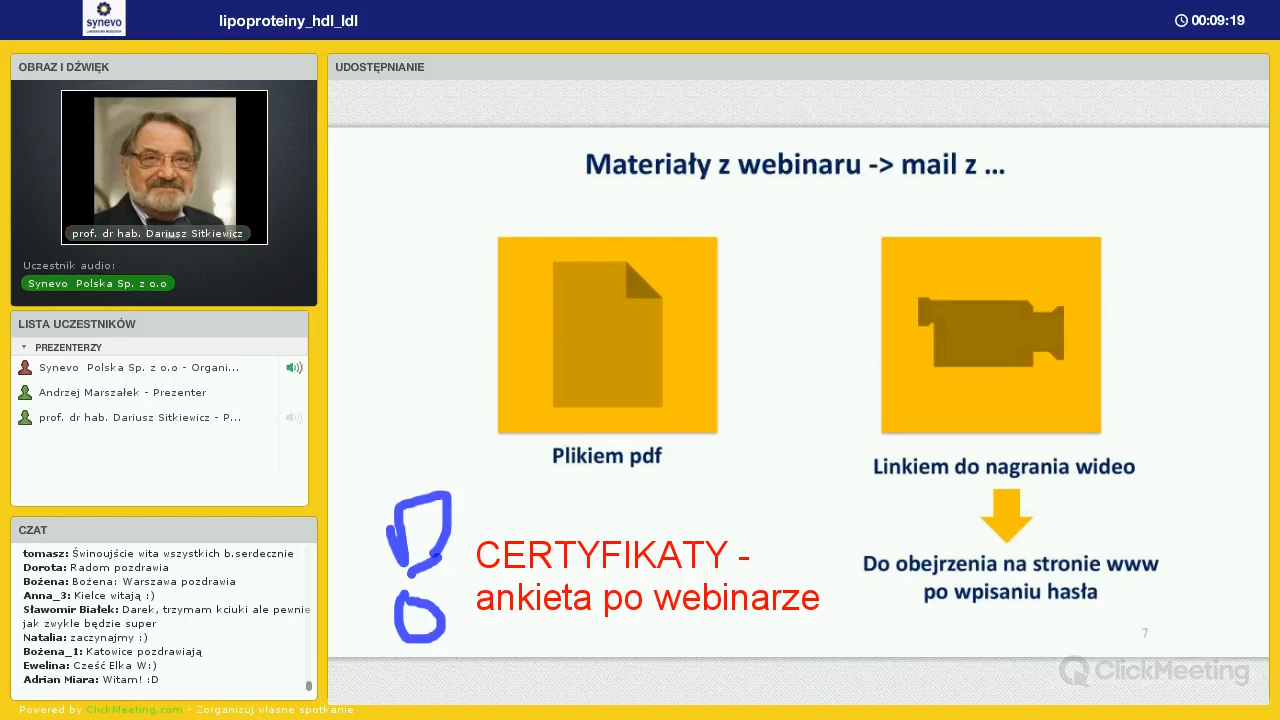 synevo
lipoproteiny_hdl_ldl
00:09:19
OBRAZ I DŹWIĘK
prof. dr hab. Dariusz Sitkiewicz
Uczestnik audio:
Synevo Polska Sp. z o.o
LISTA UCZESTNIKÓW
PREZENTERZY
Synevo Polska Sp. z o.o - Organi...
Andrzej Marszałek - Prezenter
prof. dr hab. Dariusz Sitkiewicz - P...
CZAT
tomasz: Świnoujście wita wszystkich b.serdecznie
Dorota: Radom pozdrawia
Bożena: Bożena: Warszawa pozdrawia
Anna_3: Kielce witają :)
Sławomir Białek: Darek, trzymam kciuki ale pewnie
jak zwykle będzie super
Natalia: zaczynajmy :)
Bożena_1: Katowice pozdrawiają
Ewelina: Cześć Elka W:)
Adrian Miara: Witam! :D
UDOSTĘPNIANIE
Materiały z webinaru -> mail z ...
Plikiem pdf
Linkiem do nagrania wideo
Do obejrzenia na stronie www
po wpisaniu hasła
CERTYFIKATY -
ankieta po webinarze
7
ClickMeeting
Powered by ClickMeeting.com - Zorganizuj własne spotkanie